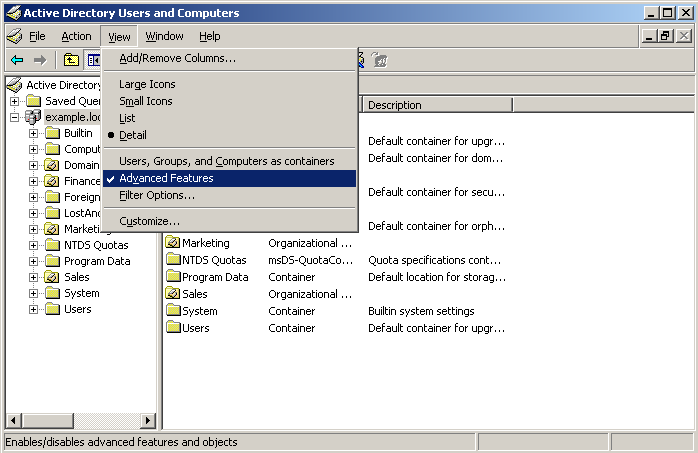 Active Directory Users and Computers
File Action View Window Help
Add/Remove Columns...
Large Icons
Small Icons
List
Detail
Users, Groups, and Computers as containers
Advanced Features
Filter Options...
Customize...
Active Directory
Saved Quer
example.loc
Builtin
Comput
Domain
Finance
Foreign
LostAnd
Marketing
NTDS Quotas
Program Data
Sales
System
Users
Description
Default container for upgr...
Default container for dom...
Default container for secu...
Default container for orph...
Marketing Organizational ...
NTDS Quotas msDS-QuotaCo... Quota specifications cont...
Program Data Container Default location for storag...
Sales Organizational ...
System Container Builtin system settings
Users Container Default container for upgr...
Enables/disables advanced features and objects